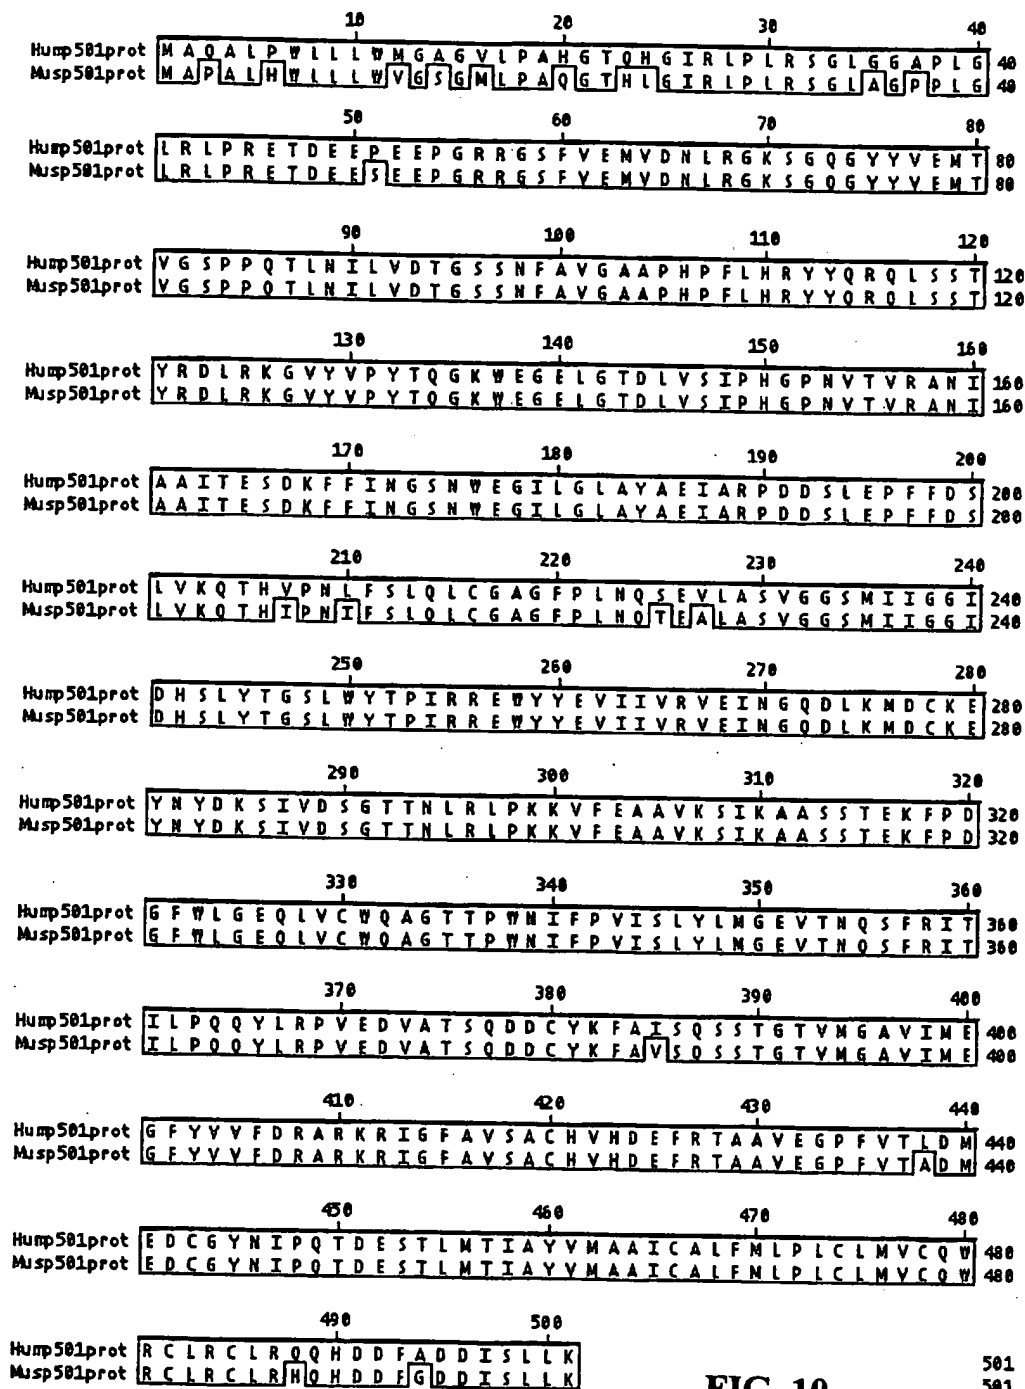 10 20 30 40
Hump501prot M A Q A L P W L L L W M G A G V L P A H G T Q H G I R L P L R S G L G G A P L G 40
Musp501prot M A P A L H W L L L W V G S G M L P A Q G T H L G I R L P L R S G L A G P P L G 40
50 60 70 80
Hump501prot L R L P R E T D E E P E E P G R R G S F V E M V D N L R G K S G Q G Y Y V E M T 80
Musp501prot L R L P R E T D E E S E E P G R R G S F V E M V D N L R G K S G Q G Y Y V E M T 80
90 100 110 120
Hump501prot V G S P P Q T L N I L V D T G S S N F A V G A A P H P F L H R Y Y Q R Q L S S T 120
Musp501prot V G S P P Q T L N I L V D T G S S N F A V G A A P H P F L H R Y Y Q R Q L S S T 120
130 140 150 160
Hump501prot Y R D L R K G V Y V P Y T Q G K W E G E L G T D L V S I P H G P N V T V R A N I 160
Musp501prot Y R D L R K G V Y V P Y T Q G K W E G E L G T D L V S I P H G P N V T V R A N I 160
170 180 190 200
Hump501prot A A I T E S D K F F I N G S N W E G I L G L A Y A E I A R P D D S L E P F F D S 200
Musp501prot A A I T E S D K F F I N G S N W E G I L G L A Y A E I A R P D D S L E P F F D S 200
210 220 230 240
Hump501prot L V K Q T H V P N L F S L Q L C G A G F P L N Q S E V L A S V G G S M I I G G I 240
Musp501prot L V K Q T H I P N I F S L Q L C G A G F P L N Q T E A L A S V G G S M I I G G I 240
250 260 270 280
Hump501prot D H S L Y T G S L W Y T P I R R E W Y Y E V I I V R V E I N G Q D L K M D C K E 280
Musp501prot D H S L Y T G S L W Y T P I R R E W Y Y E V I I V R V E I N G Q D L K M D C K E 280
290 300 310 320
Hump501prot Y N Y D K S I V D S G T T N L R L P K K V F E A A V K S I K A A S S T E K F P D 320
Musp501prot Y N Y D K S I V D S G T T N L R L P K K V F E A A V K S I K A A S S T E K F P D 320
330 340 350 360
Hump501prot G F W L G E Q L V C W Q A G T T P W N I F P V I S L Y L M G E V T N Q S F R I T 360
Musp501prot G F W L G E Q L V C W Q A G T T P W N I F P V I S L Y L M G E V T N Q S F R I T 360
370 380 390 400
Hump501prot I L P Q Q Y L R P V E D V A T S Q D D C Y K F A I S Q S S T G T V M G A V I M E 400
Musp501prot I L P Q Q Y L R P V E D V A T S Q D D C Y K F A V S Q S S T G T V M G A V I M E 400
410 420 430 440
Hump501prot G F Y V V F D R A R K R I G F A V S A C H V H D E F R T A A V E G P F V T L D M 440
Musp501prot G F Y V V F D R A R K R I G F A V S A C H V H D E F R T A A V E G P F V T A D M 440
450 460 470 480
Hump501prot E D C G Y N I P Q T D E S T L M T I A Y V M A A I C A L F M L P L C L M V C Q W 480
Musp501prot E D C G Y N I P Q T D E S T L M T I A Y V M A A I C A L F M L P L C L M V C Q W 480
490 500
Hump501prot R C L R C L R Q Q H D D F A D D I S L L K 501
Musp501prot R C L R C L R H Q H D D F G D D I S L L K 501
FIG. 10